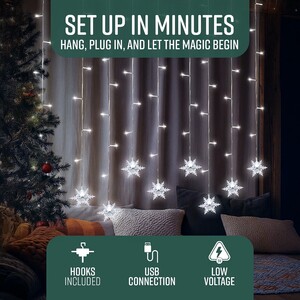 SET UP IN MINUTES
HANG, PLUG IN, AND LET THE MAGIC BEGIN
HOOKS
INCLUDED
USB
CONNECTION
LOW
VOLTAGE